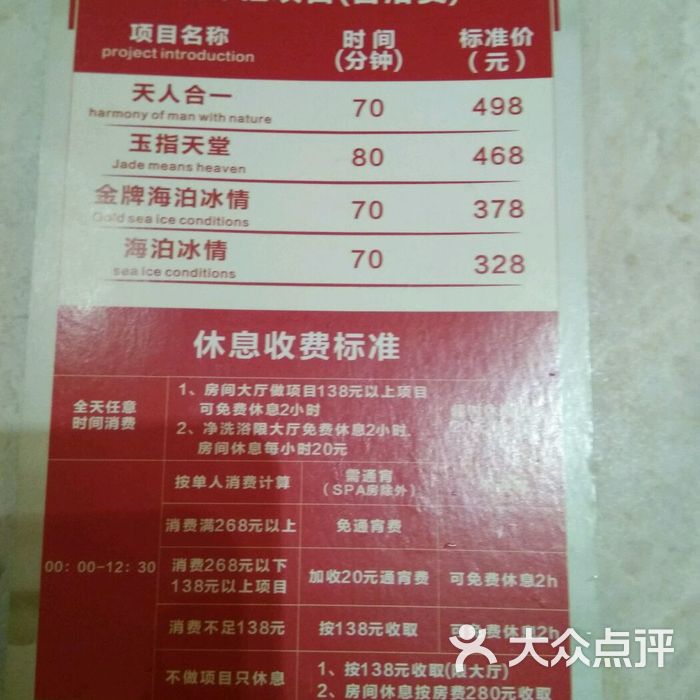 项目名称
project introduction
时间
(分钟)
标准价
(元)
天人合一
harmony of man with nature
70
498
玉指天堂
Jade means heaven
80
468
金牌海泊冰情
Gold sea ice conditions
70
378
海泊冰情
sea ice conditions
70
328
休息收费标准
全天任意
时间消费
1、房间大厅做项目138元以上项目
可免费休息2小时
2、净洗浴限大厅免费休息2小时
房间休息每小时20元
00:00-12:30
按单人消费计算
需通宵
(SPA房除外)
消费满268元以上
免通宵费
消费268元以下
138元以上项目
加收20元通宵费
可免费休息2h
消费不足138元
按138元收取
可免费休息2h
不做项目只休息
1、按138元收取(限大厅)
2、房间休息按房费280元收取
大众点评